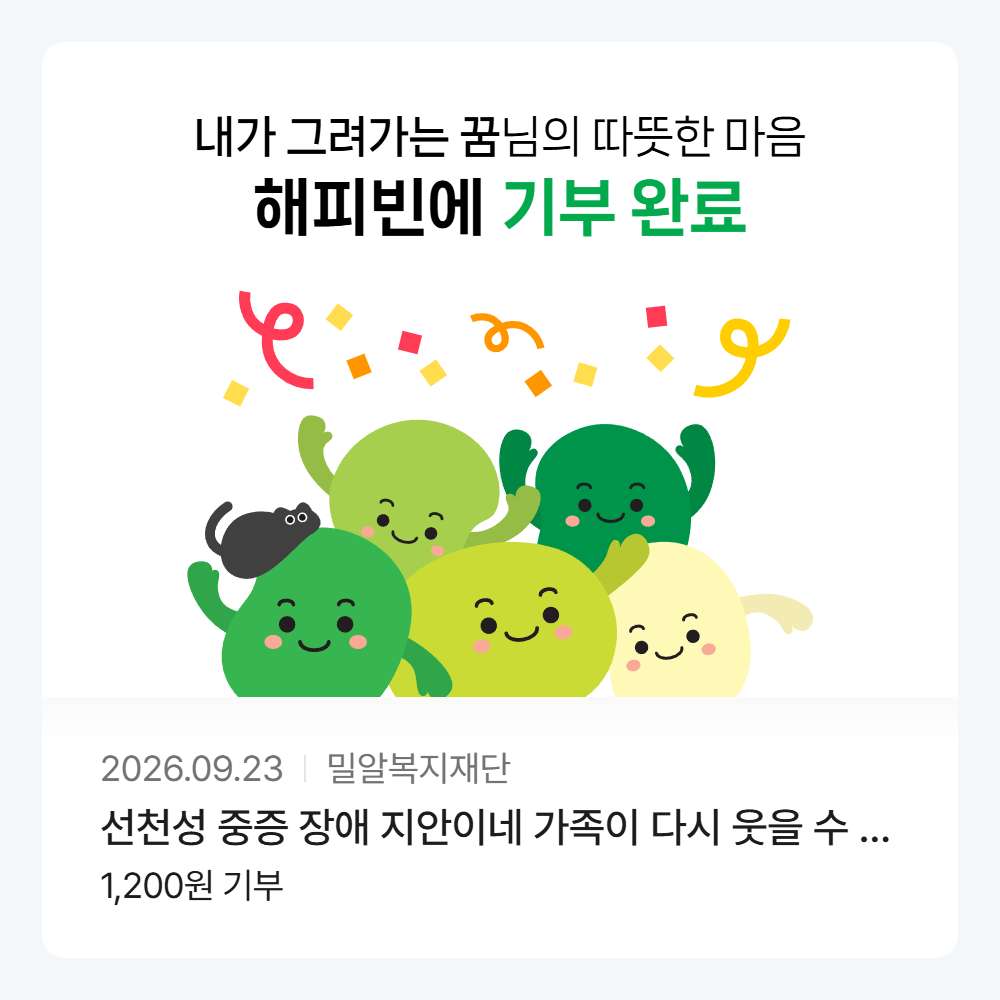 내가 그려가는 꿈님의 따뜻한 마음
해피빈에 기부 완료
2026.09.23 | 밀알복지재단
선천성 중증 장애 지안이네 가족이 다시 웃을 수 ...
1,200원 기부